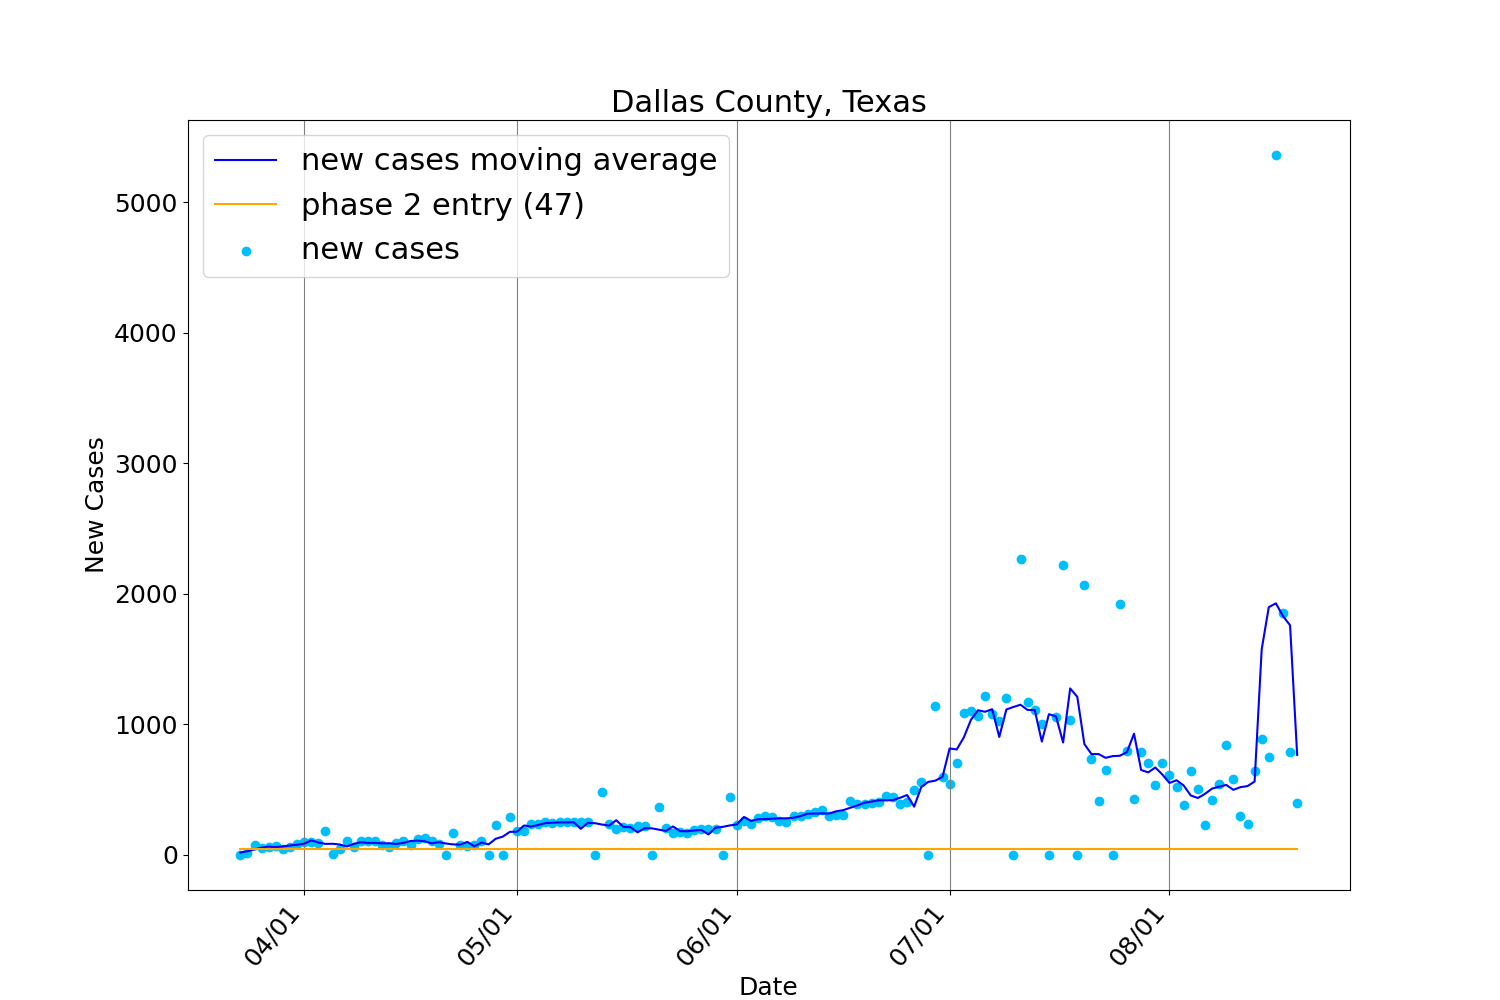 Dallas County, Texas
new cases moving average
phase 2 entry (47)
new cases
5000
4000
3000
2000
1000
0
New Cases
04/01
05/01
06/01
07/01
08/01
Date